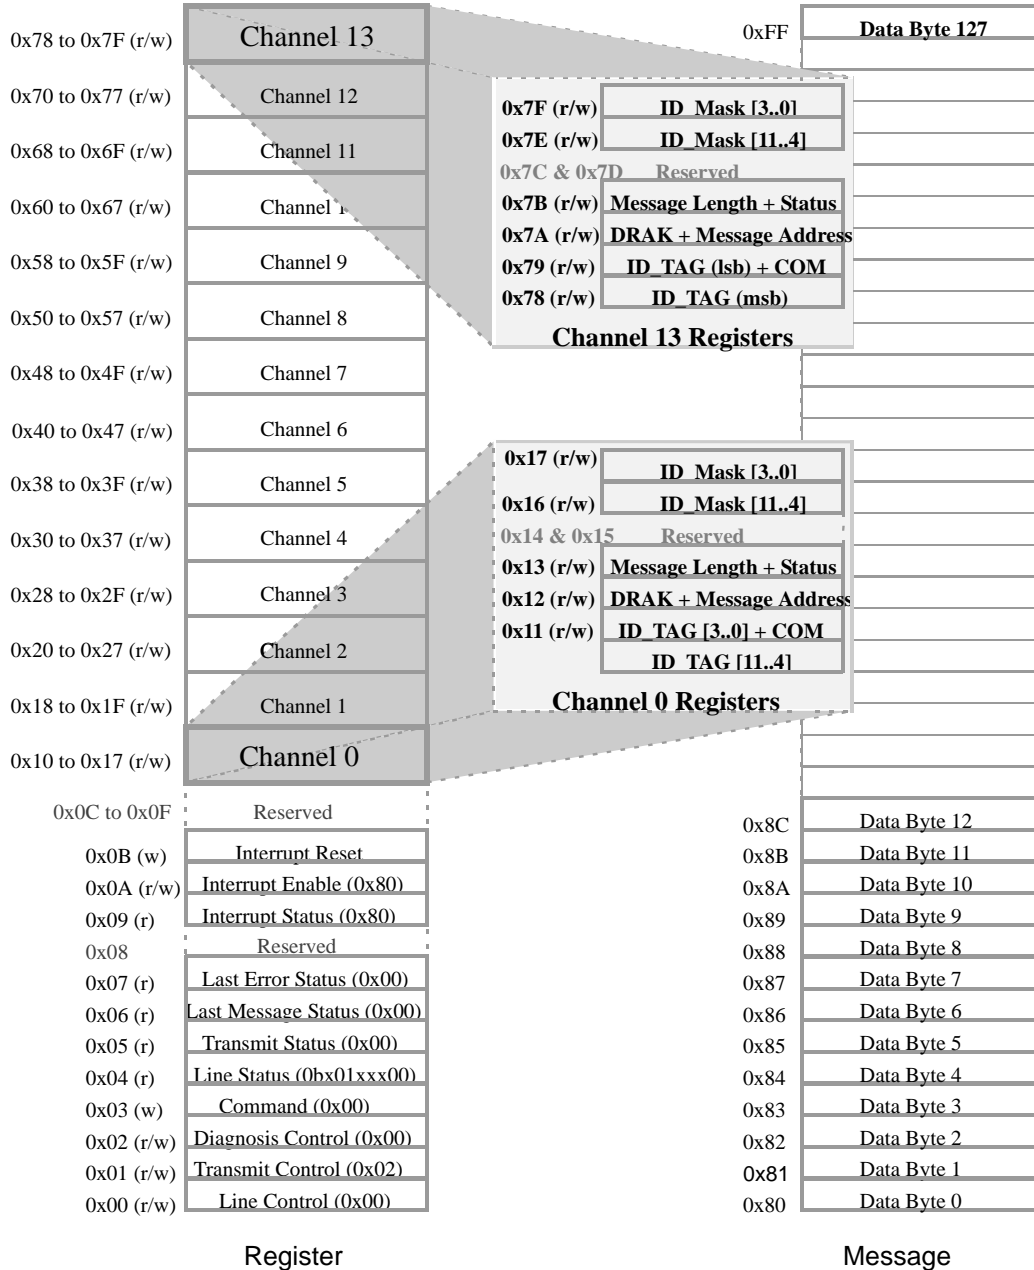 0x78 to 0x7F (r/w) Channel 13
0x70 to 0x77 (r/w) Channel 12
0x68 to 0x6F (r/w) Channel 11
0x60 to 0x67 (r/w) Channel 1
0x58 to 0x5F (r/w) Channel 9
0x50 to 0x57 (r/w) Channel 8
0x48 to 0x4F (r/w) Channel 7
0x40 to 0x47 (r/w) Channel 6
0x38 to 0x3F (r/w) Channel 5
0x30 to 0x37 (r/w) Channel 4
0x28 to 0x2F (r/w) Channel 3
0x20 to 0x27 (r/w) Channel 2
0x18 to 0x1F (r/w) Channel 1
0x10 to 0x17 (r/w) Channel 0
0x0C to 0x0F Reserved
0x0B (w) Interrupt Reset
0x0A (r/w) Interrupt Enable (0x80)
0x09 (r) Interrupt Status (0x80)
0x08 Reserved
0x07 (r) Last Error Status (0x00)
0x06 (r) Last Message Status (0x00)
0x05 (r) Transmit Status (0x00)
0x04 (r) Line Status (0bx01xxx00)
0x03 (w) Command (0x00)
0x02 (r/w) Diagnosis Control (0x00)
0x01 (r/w) Transmit Control (0x02)
0x00 (r/w) Line Control (0x00)
Register
0x7F (r/w) ID_Mask [3..0]
0x7E (r/w) ID_Mask [11..4]
0x7C & 0x7D Reserved
0x7B (r/w) Message Length + Status
0x7A (r/w) DRAK + Message Address
0x79 (r/w) ID_TAG (lsb) + COM
0x78 (r/w) ID_TAG (msb)
Channel 13 Registers
0x17 (r/w) ID_Mask [3..0]
0x16 (r/w) ID_Mask [11..4]
0x14 & 0x15 Reserved
0x13 (r/w) Message Length + Status
0x12 (r/w) DRAK + Message Address
0x11 (r/w) ID_TAG [3..0] + COM
ID_TAG [11..4]
Channel 0 Registers
0xFF Data Byte 127
0x8C Data Byte 12
0x8B Data Byte 11
0x8A Data Byte 10
0x89 Data Byte 9
0x88 Data Byte 8
0x87 Data Byte 7
0x86 Data Byte 6
0x85 Data Byte 5
0x84 Data Byte 4
0x83 Data Byte 3
0x82 Data Byte 2
0x81 Data Byte 1
0x80 Data Byte 0
Message